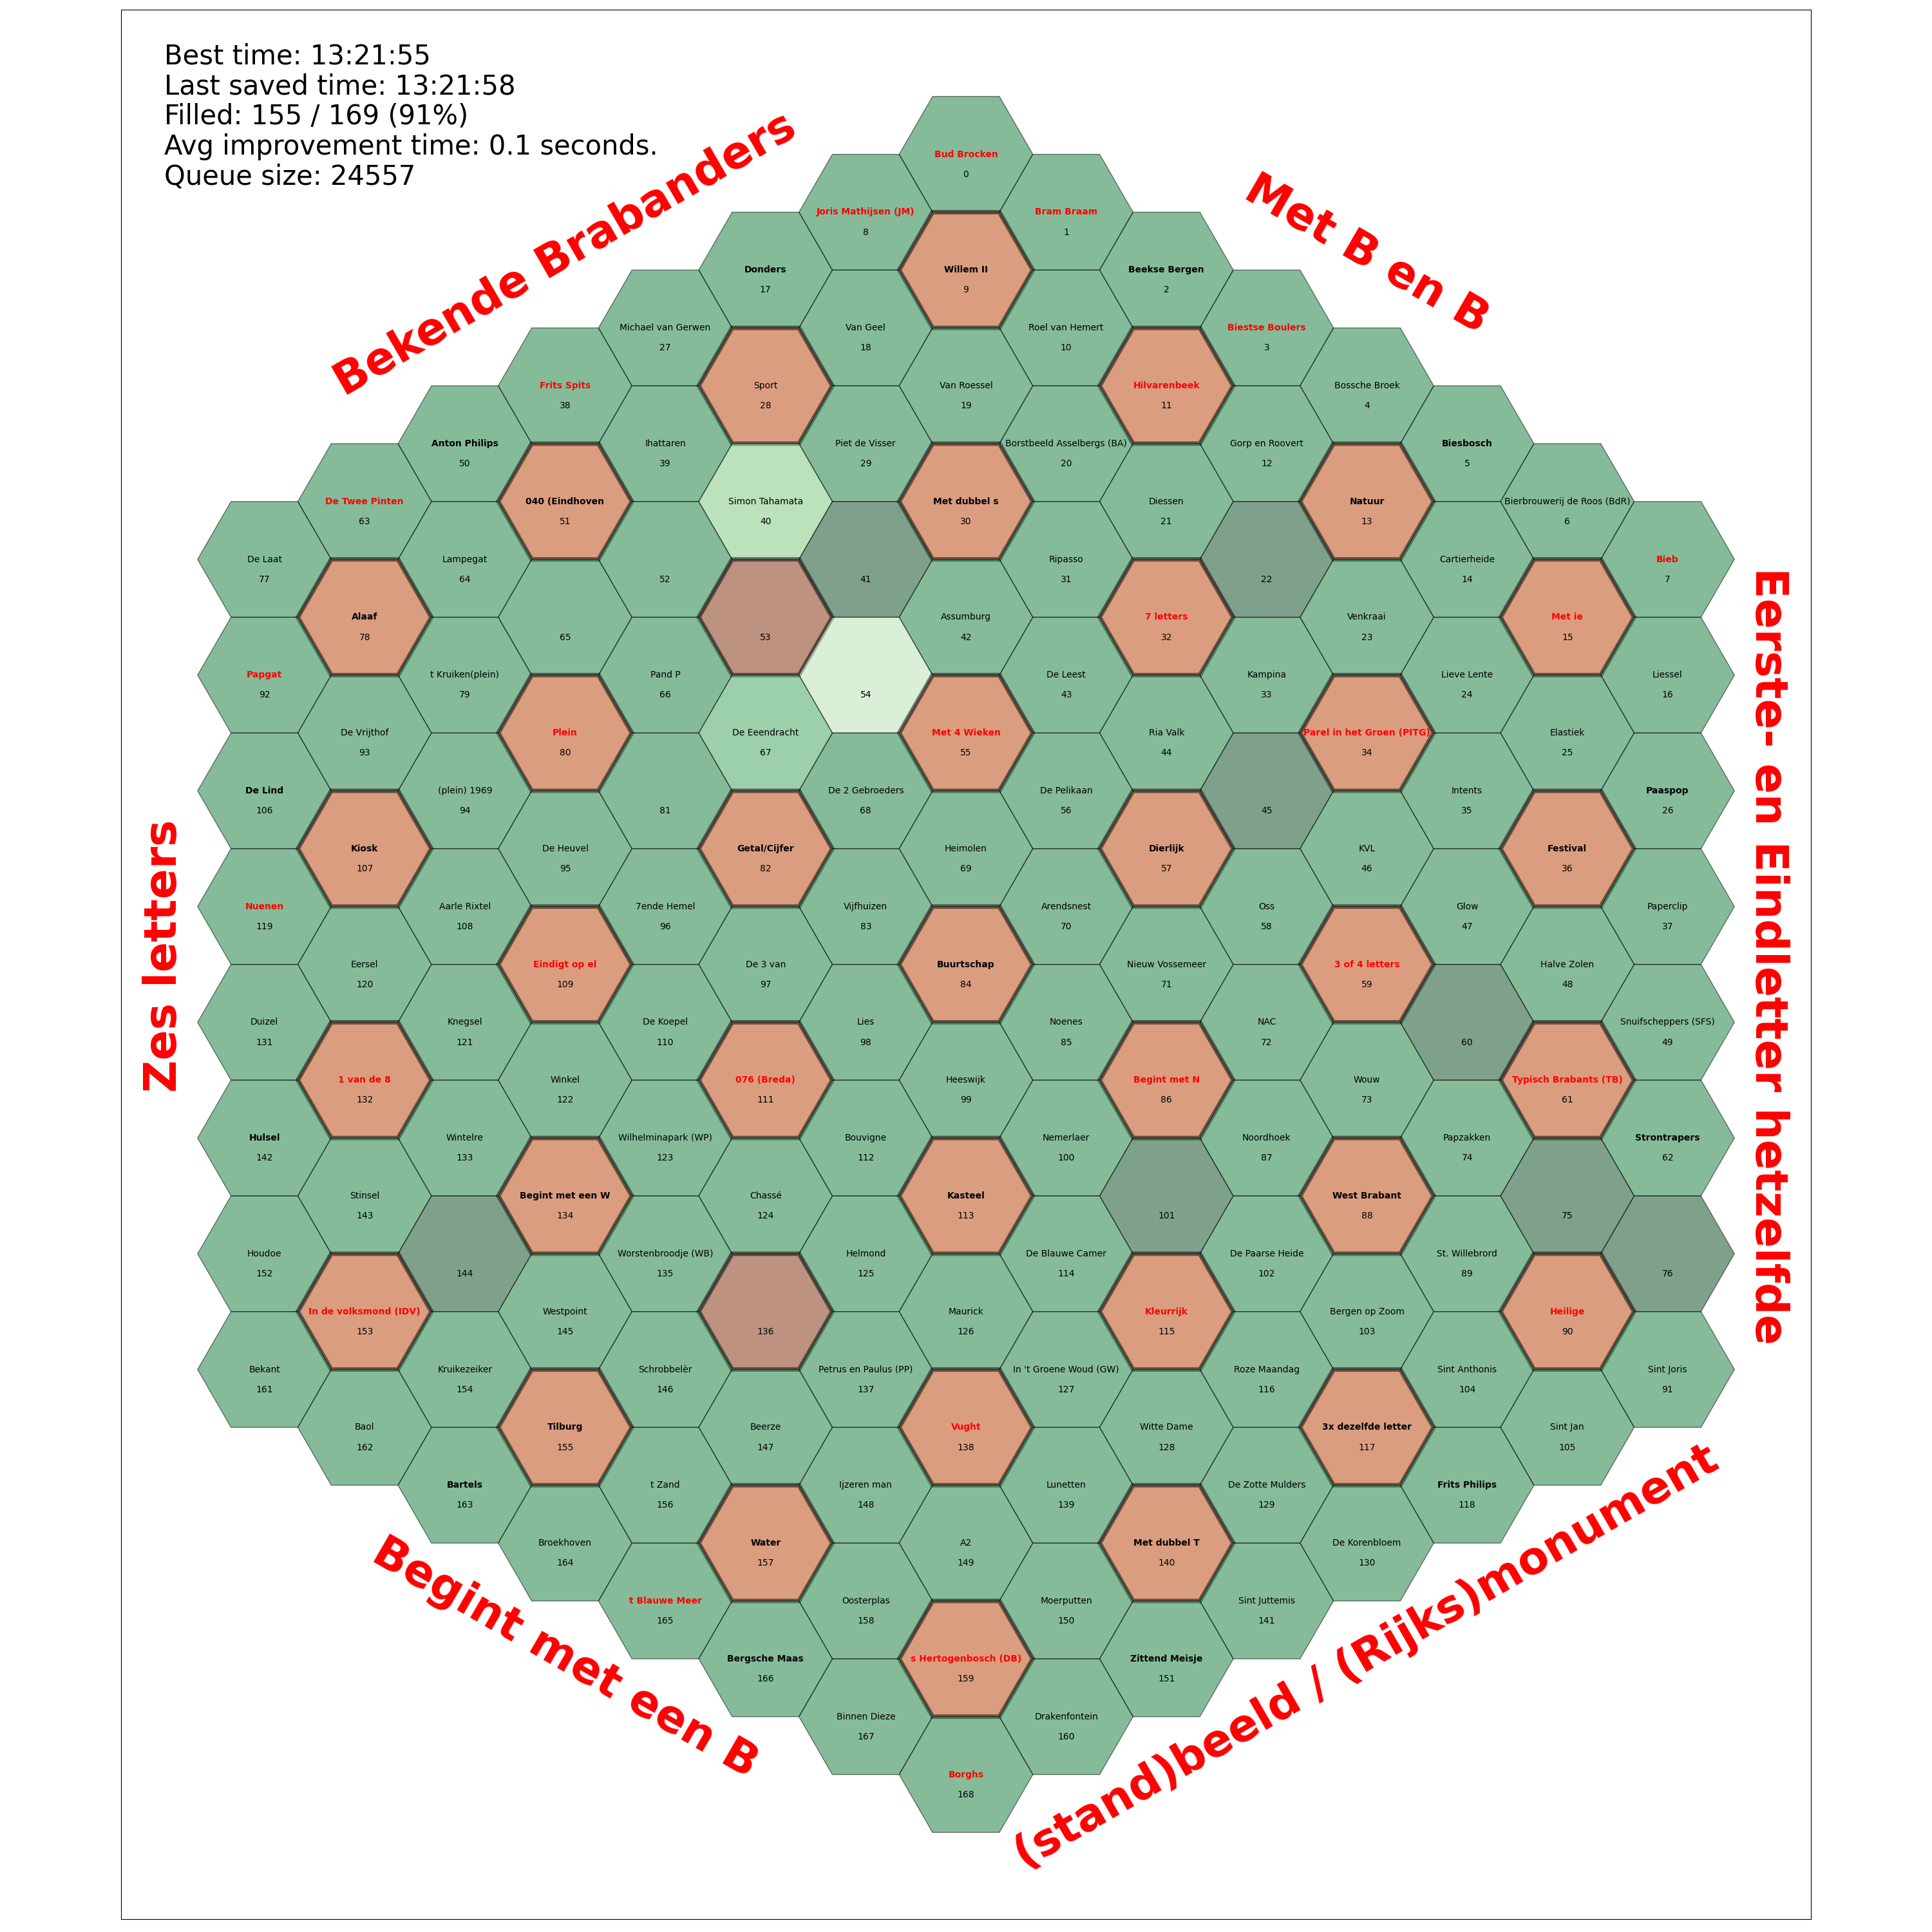 Best time: 13:21:55
Last saved time: 13:21:58
Filled: 155 / 169 (91%)
Avg improvement time: 0.1 seconds.
Queue size: 24557
Bekende Brabanders
Met B en B
Eerste- en Eindletter hetzelfde
(stand)beeld / (Rijks)monument
Begint met een B
Zes letters
Bud Brocken
0
Bram Braam
1
Beekse Bergen
2
Biestse Boulers
3
Bossche Broek
4
Biesbosch
5
Bierbrouwerij de Roos (BdR)
6
Bieb
7
Joris Mathijsen (JM)
8
Willem II
9
Roel van Hemert
10
Hilvarenbeek
11
Gorp en Roovert
12
Natuur
13
Cartierheide
14
Met ie
15
Liessel
16
Donders
17
Van Geel
18
Van Roessel
19
Borstbeeld Asselbergs (BA)
20
Diessen
21
22
Venkraai
23
Lieve Lente
24
Elastiek
25
Paaspop
26
Michael van Gerwen
27
Sport
28
Piet de Visser
29
Met dubbel s
30
Ripasso
31
7 letters
32
Kampina
33
Parel in het Groen (PITG)
34
Intents
35
Festival
36
Paperclip
37
Frits Spits
38
Ihattaren
39
Simon Tahamata
40
41
Assumburg
42
De Leest
43
Ria Valk
44
45
KVL
46
Glow
47
Halve Zolen
48
Snuifscheppers (SFS)
49
Anton Philips
50
040 (Eindhoven
51
52
53
54
Met 4 Wieken
55
De Pelikaan
56
Dierlijk
57
Oss
58
3 of 4 letters
59
60
Typisch Brabants (TB)
61
Strontrapers
62
De Twee Pinten
63
Lampegat
64
65
Pand P
66
De Eeendracht
67
De 2 Gebroeders
68
Heimolen
69
Arendsnest
70
Nieuw Vossemeer
71
NAC
72
Wouw
73
Papzakken
74
75
76
De Laat
77
Alaaf
78
t Kruiken(plein)
79
Plein
80
81
Getal/Cijfer
82
Vijfhuizen
83
Buurtschap
84
Noenes
85
Begint met N
86
Noordhoek
87
West Brabant
88
St. Willebrord
89
Heilige
90
Sint Joris
91
Papgat
92
De Vrijthof
93
(plein) 1969
94
De Heuvel
95
7ende Hemel
96
De 3 van
97
Lies
98
Heeswijk
99
Nemerlaer
100
101
De Paarse Heide
102
Bergen op Zoom
103
Sint Anthonis
104
Sint Jan
105
De Lind
106
Kiosk
107
Aarle Rixtel
108
Eindigt op el
109
De Koepel
110
076 (Breda)
111
Bouvigne
112
Kasteel
113
De Blauwe Camer
114
Kleurrijk
115
Roze Maandag
116
3x dezelfde letter
117
Frits Philips
118
Nuenen
119
Eersel
120
Knegsel
121
Winkel
122
Wilhelminapark (WP)
123
Chassé
124
Helmond
125
Maurick
126
In 't Groene Woud (GW)
127
Witte Dame
128
De Zotte Mulders
129
De Korenbloem
130
Duizel
131
1 van de 8
132
Wintelre
133
Begint met een W
134
Worstenbroodje (WB)
135
136
Petrus en Paulus (PP)
137
Vught
138
Lunetten
139
Met dubbel T
140
Sint Juttemis
141
Hulsel
142
Stinsel
143
144
Westpoint
145
Schrobbelèr
146
Beerze
147
Ijzeren man
148
A2
149
Moerputten
150
Zittend Meisje
151
Houdoe
152
In de volksmond (IDV)
153
Kruikezeiker
154
Tilburg
155
t Zand
156
Water
157
Oosterplas
158
s Hertogenbosch (DB)
159
Drakenfontein
160
Bekant
161
Baol
162
Bartels
163
Broekhoven
164
t Blauwe Meer
165
Bergsche Maas
166
Binnen Dieze
167
Borghs
168